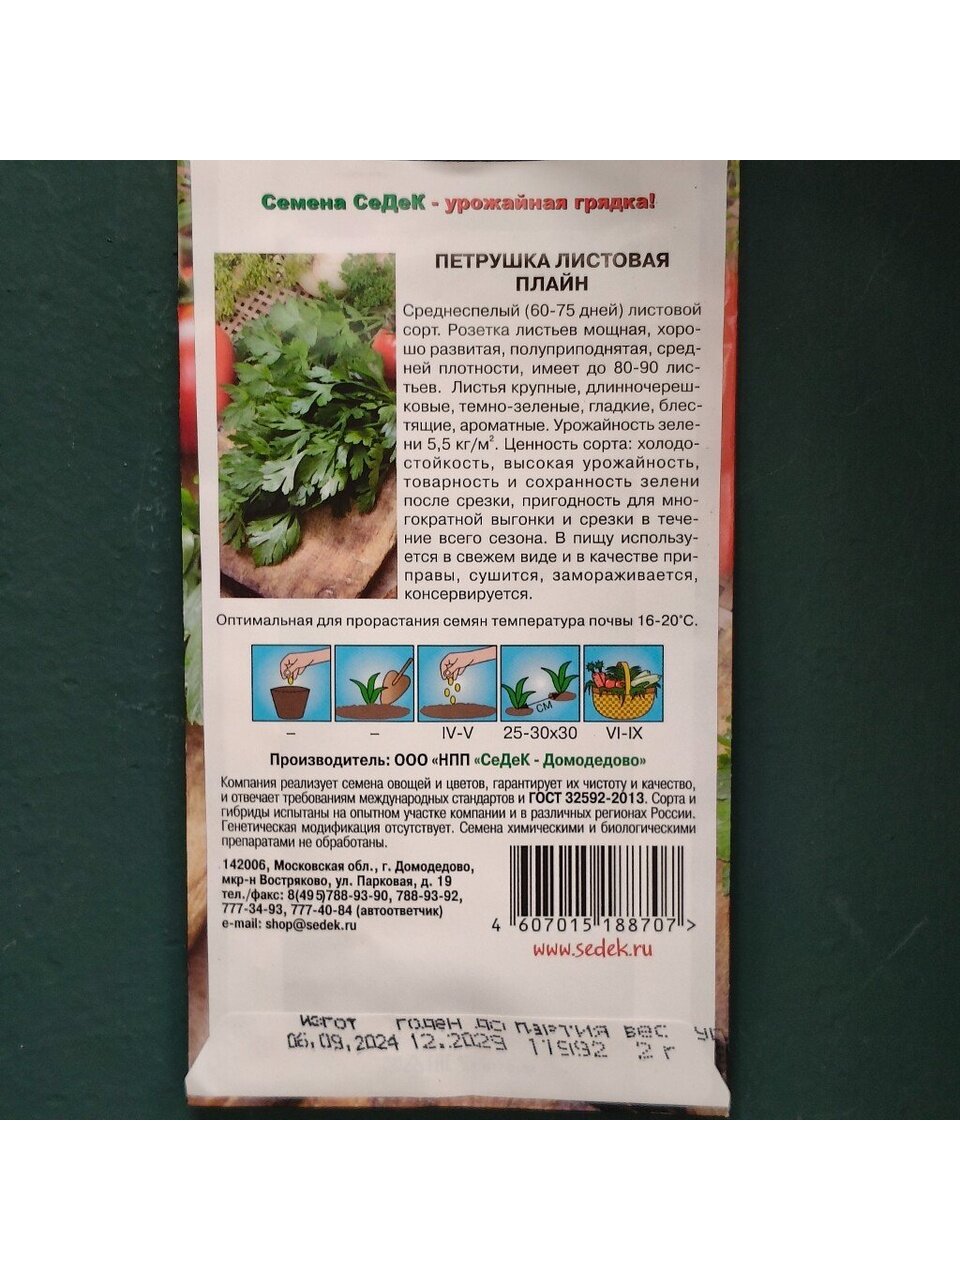 Семена СеДеК - урожайная грядка!
ПЕТРУШКА ЛИСТОВАЯ
ПЛАЙН
Среднеспелый (60-75 дней) листовой
сорт. Розетка листьев мощная, хоро-
шо развитая, полуприподнятая, сред-
ней плотности, имеет до 80-90 лис-
тьев. Листья крупные, длинночереш-
ковые, темно-зеленые, гладкие, блес-
тящие, ароматные. Урожайность зеле-
ни 5,5 кг/м². Ценность сорта: холодо-
стойкость, высокая урожайность,
товарность и сохранность зелени
после срезки, пригодность для мно-
гократной выгонки и срезки в тече-
ние всего сезона. В пищу использу-
ется в свежем виде и в качестве при-
правы, сушится, замораживается,
консервируется.
Оптимальная для прорастания семян температура почвы 16-20°С.
СМ
– – IV-V 25-30х30 VI-IX
Производитель: ООО «НПП «СеДеК - Домодедово»
Компания реализует семена овощей и цветов, гарантирует их чистоту и качество,
и отвечает требованиям международных стандартов и ГОСТ 32592-2013. Сорта и
гибриды испытаны на опытном участке компании и в различных регионах России.
Генетическая модификация отсутствует. Семена химическими и биологическими
препаратами не обработаны.
142006, Московская обл., г. Домодедово,
мкр-н Востряково, ул. Парковая, д. 19
тел./факс: 8(495)788-93-90, 788-93-92,
777-34-93, 777-40-84 (автоответчик)
e-mail: shop@sedek.ru
4 607015 188707 >
www.sedek.ru
изгот годен до партия вес
06.09.2024 12.2029 11992 2 г